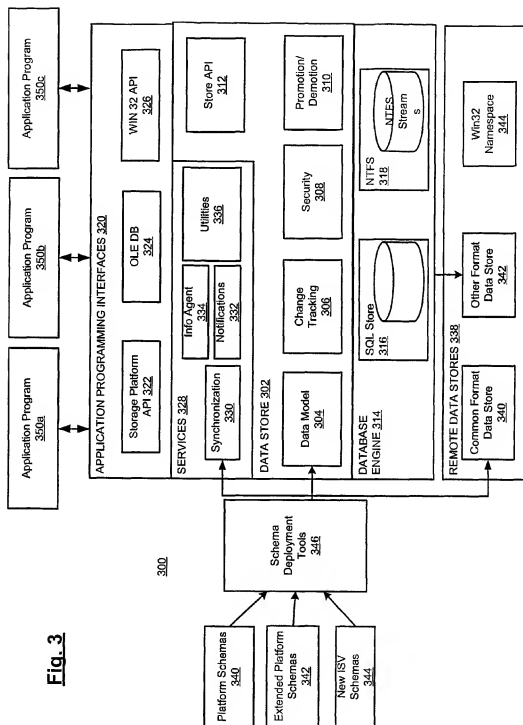 Application Program
350a
Application Program
350b
Application Program
350c
APPLICATION PROGRAMMING INTERFACES 320
Storage Platform
API 322
OLE DB
324
WIN 32 API
326
SERVICES 328
Synchronization
330
Info Agent
334
Notifications
332
Utilities
336
Store API
312
DATA STORE 302
Data Model
304
Change
Tracking
306
Security
308
Promotion/
Demotion
310
DATABASE
ENGINE 314
SQL Store
316
NTFS
318
NTFS
Stream
s
REMOTE DATA STORES 338
Common Format
Data Store
340
Other Format
Data Store
342
Win32
Namespace
344
300
Schema
Deployment
Tools
346
Platform Schemas
340
Extended Platform
Schemas
342
New ISV
Schemas
344
Fig. 3